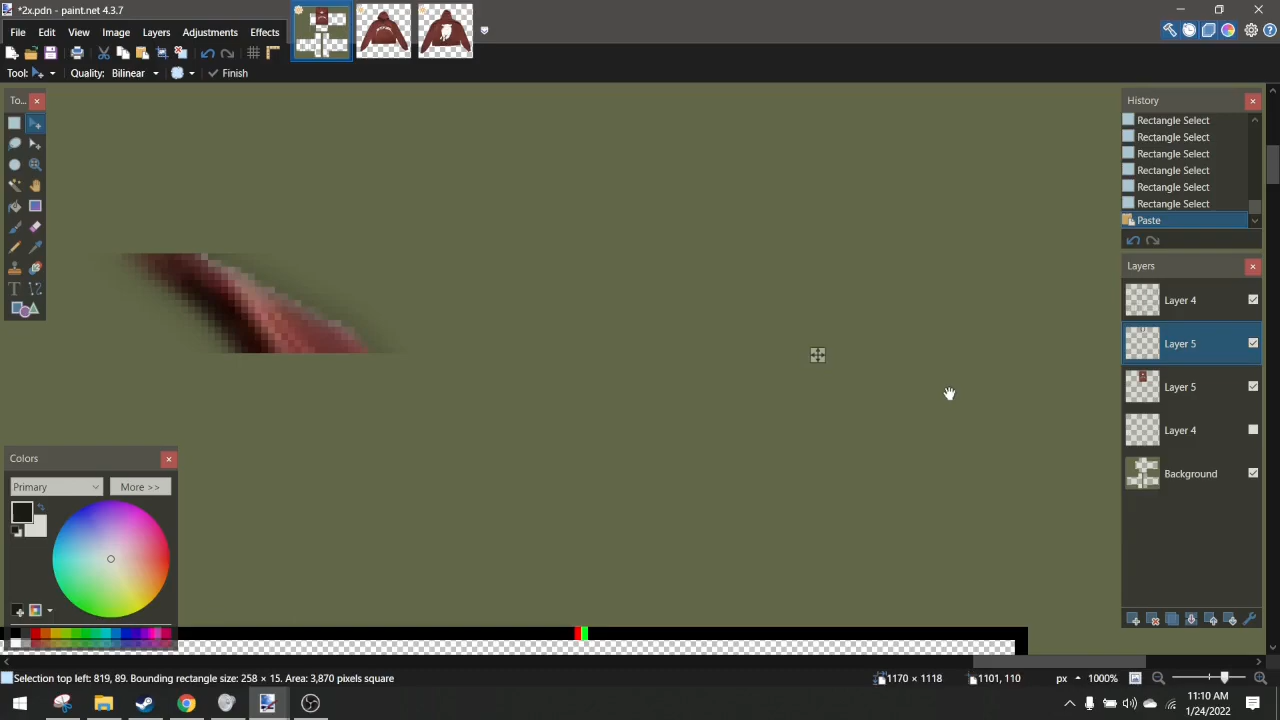 *2x.pdn - paint.net 4.3.7
File Edit View Image Layers Adjustments Effects
Tool: Quality: Bilinear Finish
To...
History
Rectangle Select
Rectangle Select
Rectangle Select
Rectangle Select
Rectangle Select
Rectangle Select
Paste
Layers
Layer 4
Layer 5
Layer 5
Layer 4
Background
Colors
Primary More >>
Selection top left: 819, 89. Bounding rectangle size: 258 × 15. Area: 3,870 pixels square 1170 × 1118 1101, 110 px 1000%
11:10 AM
1/24/2022